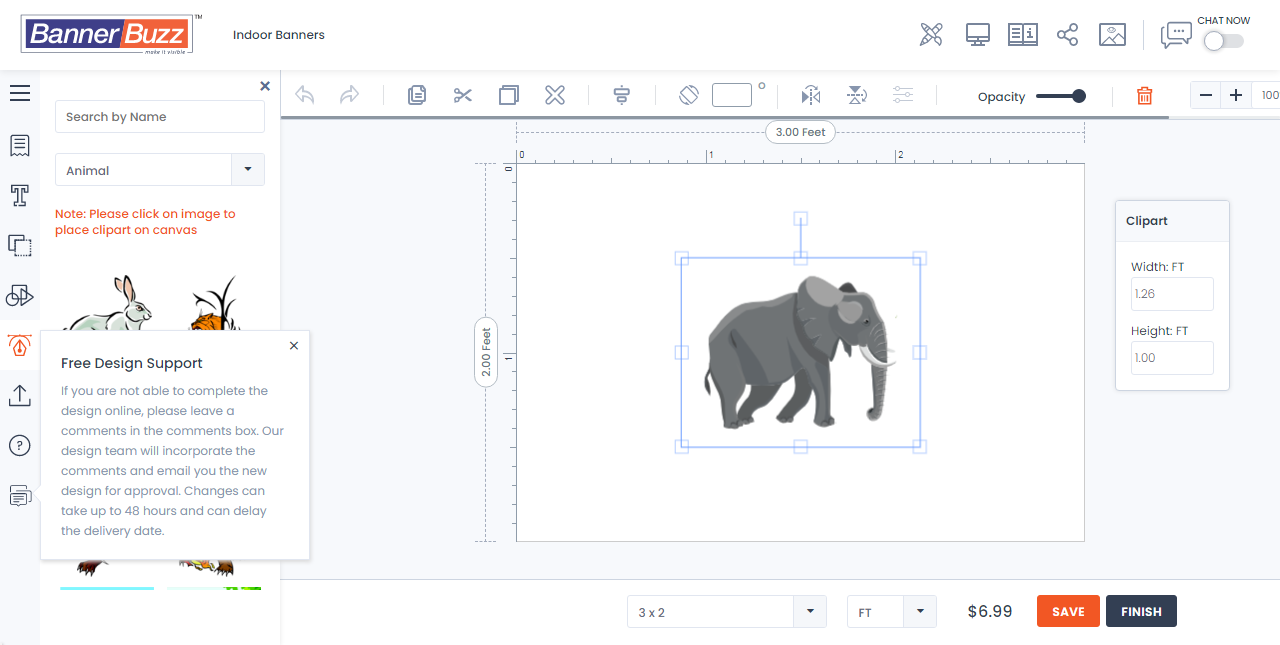 BannerBuzz
TM
make it visible
Indoor Banners
CHAT NOW
Search by Name
Animal
Note: Please click on image to
place clipart on canvas
Free Design Support
If you are not able to complete the
design online, please leave a
comments in the comments box. Our
design team will incorporate the
comments and email you the new
design for approval. Changes can
take up to 48 hours and can delay
the delivery date.
Opacity
100
3.00 Feet
0
1
2
0
1
2.00 Feet
Clipart
Width: FT
1.26
Height: FT
1.00
3 x 2
FT
$6.99
SAVE
FINISH